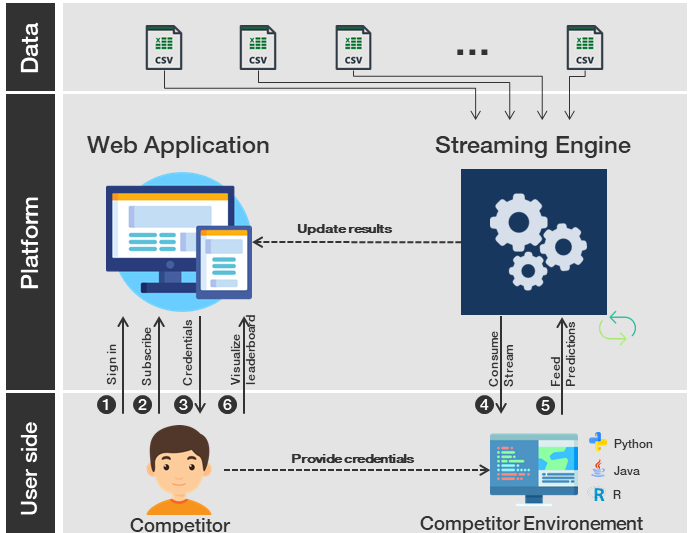 Data
CSV
CSV
CSV
...
CSV
Platform
Web Application
Streaming Engine
Update results
Sign in
Subscribe
Credentials
Visualize
leaderboard
Consume
Stream
Feed
Predictions
1
2
3
6
4
5
User side
Provide credentials
Python
Java
R
R
Competitor
Competitor Environement